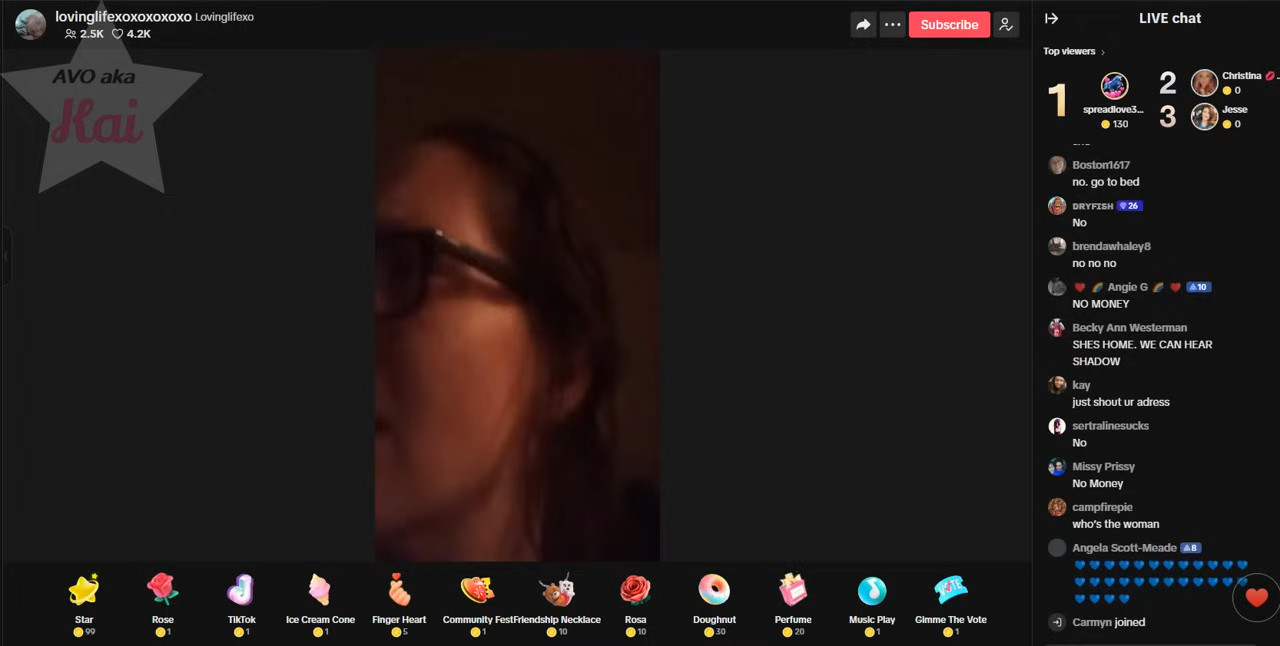 lovinglifexoxoxoxoxo Lovinglifexo
2.5K 4.2K
Subscribe
AVO aka
Kai
LIVE chat
Top viewers
1
spreadlove3...
130
2
Christina 💋...
0
3
Jesse
0
Boston1617
no. go to bed
DRYFISH 26
No
brendawhaley8
no no no
❤️ 🌈 Angie G 🌈 ❤️ 10
NO MONEY
Becky Ann Westerman
SHES HOME. WE CAN HEAR
SHADOW
kay
just shout ur adress
sertralinesucks
No
Missy Prissy
No Money
campfirepie
who's the woman
Angela Scott-Meade 8
💙💙💙💙💙💙💙💙💙💙💙💙
💙💙💙💙💙💙💙💙💙💙💙💙
💙💙💙💙
Carmyn joined
Star
99
Rose
1
TikTok
1
Ice Cream Cone
1
Finger Heart
5
Community Fest
1
Friendship Necklace
10
Rosa
10
Doughnut
30
Perfume
20
Music Play
1
Gimme The Vote
1